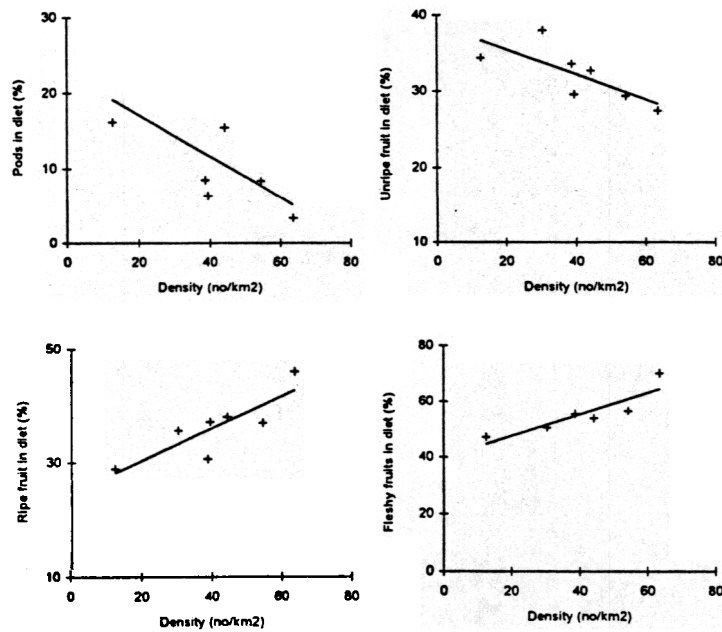 30
20
10
0
Pods in diet (%)
0 20 40 60 80
Density (no/km2)
40
30
20
10
Unripe fruit in diet (%)
0 20 40 60 80
Density (no/km2)
50
30
10
Ripe fruit in diet (%)
0 20 40 60 80
Density (no/km2)
80
60
40
20
0
Fleshy fruits in diet (%)
0 20 40 60 80
Density (no/km2)